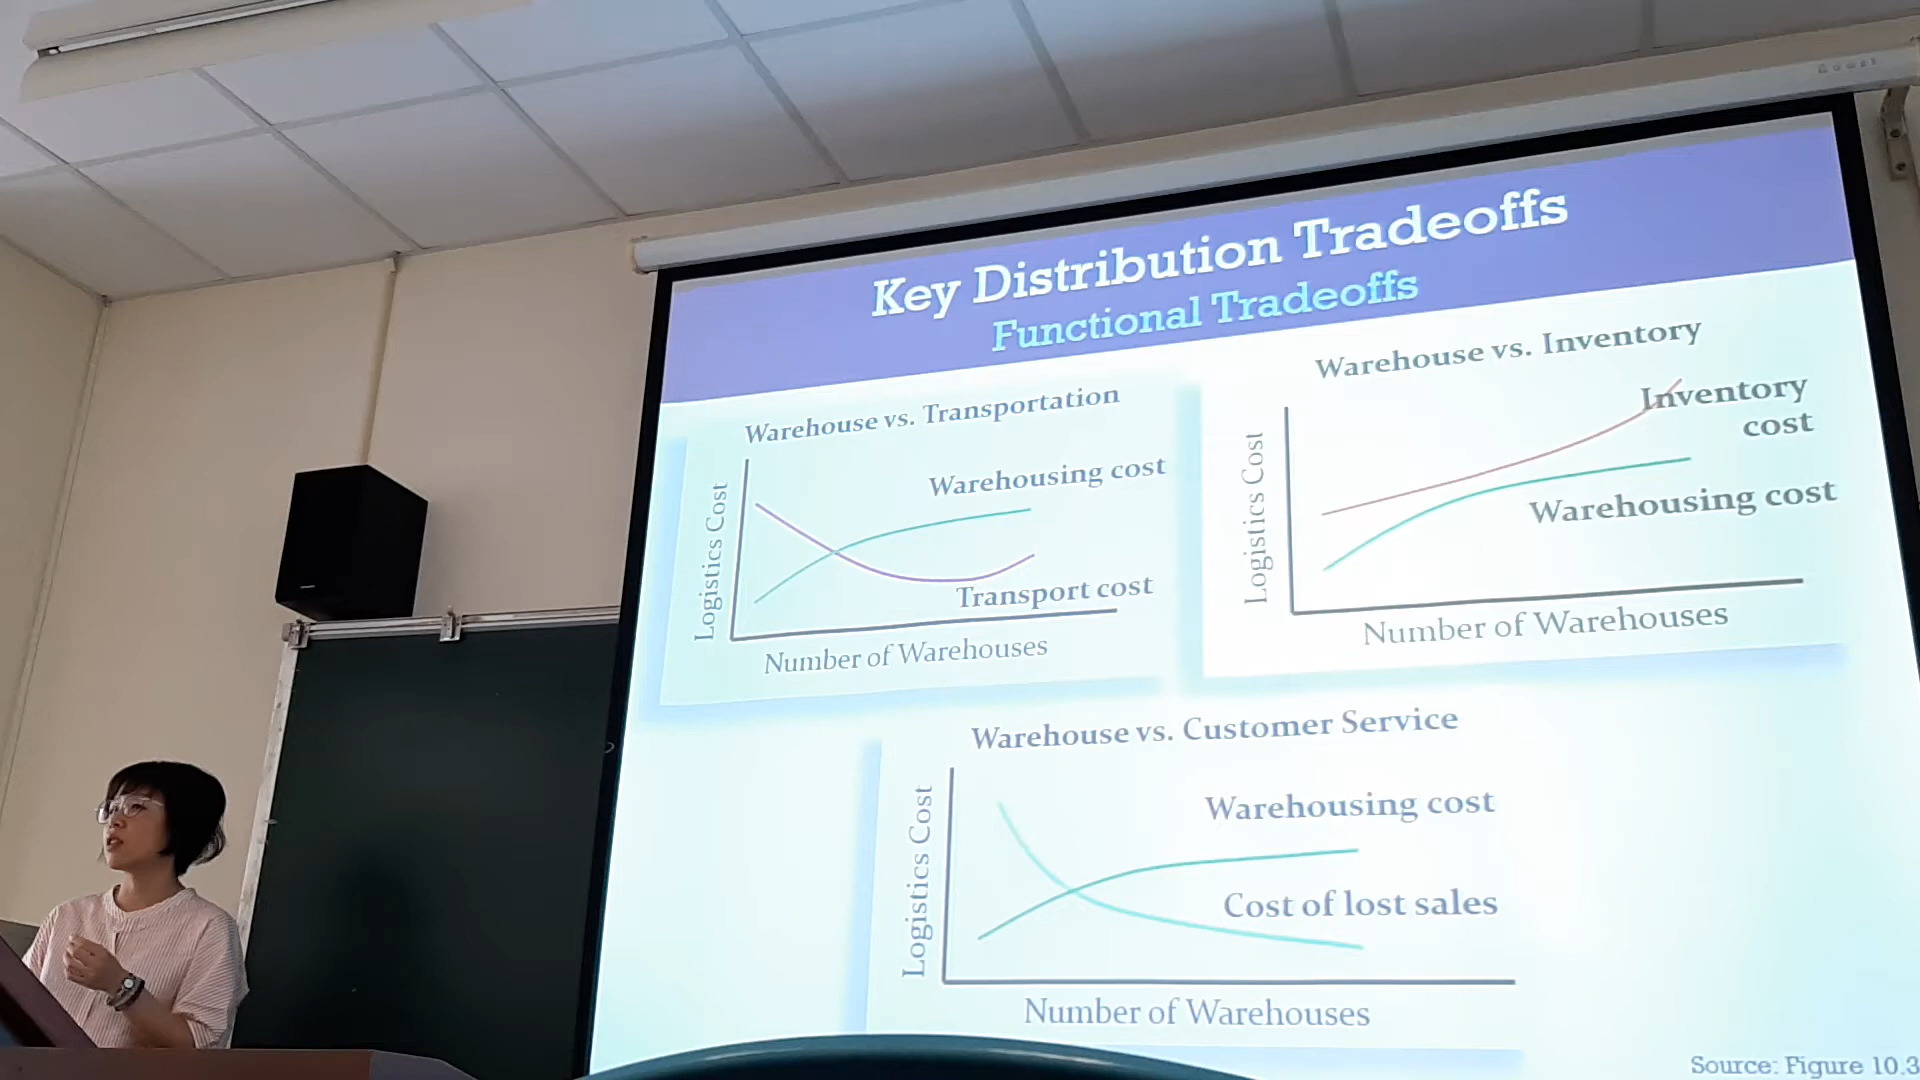 Key Distribution Tradeoffs
Functional Tradeoffs
Warehouse vs. Transportation
Warehousing cost
Transport cost
Logistics Cost
Number of Warehouses
Warehouse vs. Inventory
Inventory
cost
Warehousing cost
Logistics Cost
Number of Warehouses
Warehouse vs. Customer Service
Warehousing cost
Cost of lost sales
Logistics Cost
Number of Warehouses
Source: Figure 10.3